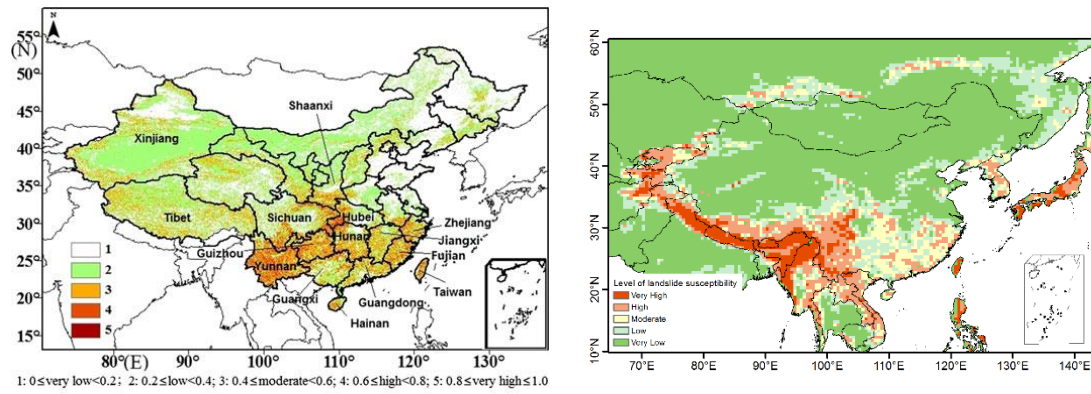 N
(N)
55°
50°
45°
40°
35°
30°
25°
20°
15°
Shaanxi
Xinjiang
Tibet
Sichuan
Hubei
Zhejiang
Hunan
Jiangxi
Guizhou
Fujian
Yunnan
Taiwan
Guangxi
Guangdong
Hainan
1
2
3
4
5
80°
(E)
90°
100°
110°
120°
130°
1: 0≤very low<0.2; 2: 0.2≤low<0.4; 3: 0.4≤moderate<0.6; 4: 0.6≤high<0.8; 5: 0.8≤very high≤1.0
60°N
50°N
40°N
30°N
20°N
10°N
Level of landslide susceptibility
Very High
High
Moderate
Low
Very Low
70°E
80°E
90°E
100°E
110°E
120°E
130°E
140°E